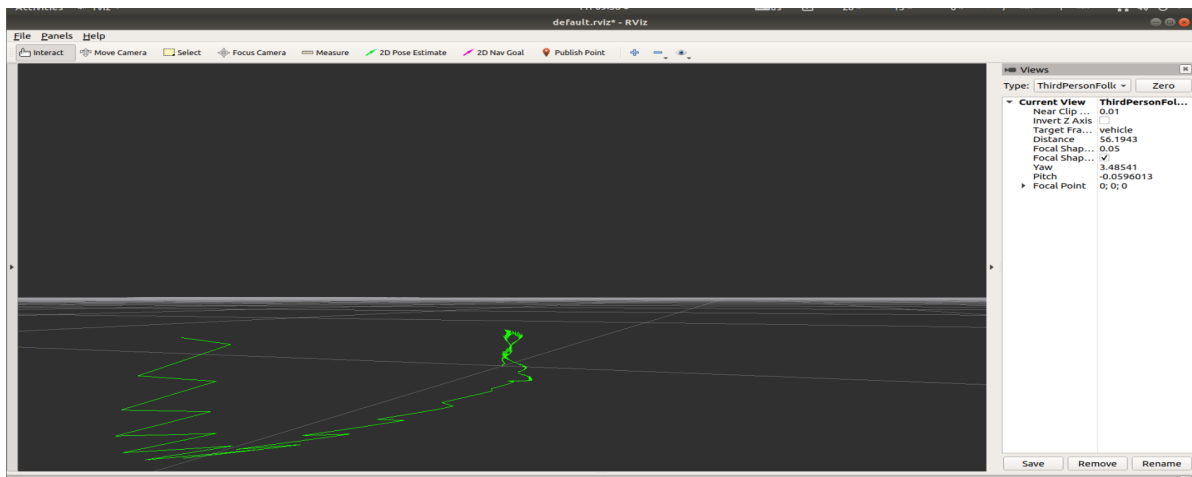 default.rviz* - RViz
File Panels Help
Interact Move Camera Select Focus Camera Measure 2D Pose Estimate 2D Nav Goal Publish Point
Views
Type: ThirdPersonFoll Zero
Current View ThirdPersonFol...
Near Clip ... 0.01
Invert Z Axis
Target Fra... vehicle
Distance 56.1943
Focal Shap... 0.05
Focal Shap... ✓
Yaw 3.48541
Pitch -0.0596013
Focal Point 0; 0; 0
Save Remove Rename